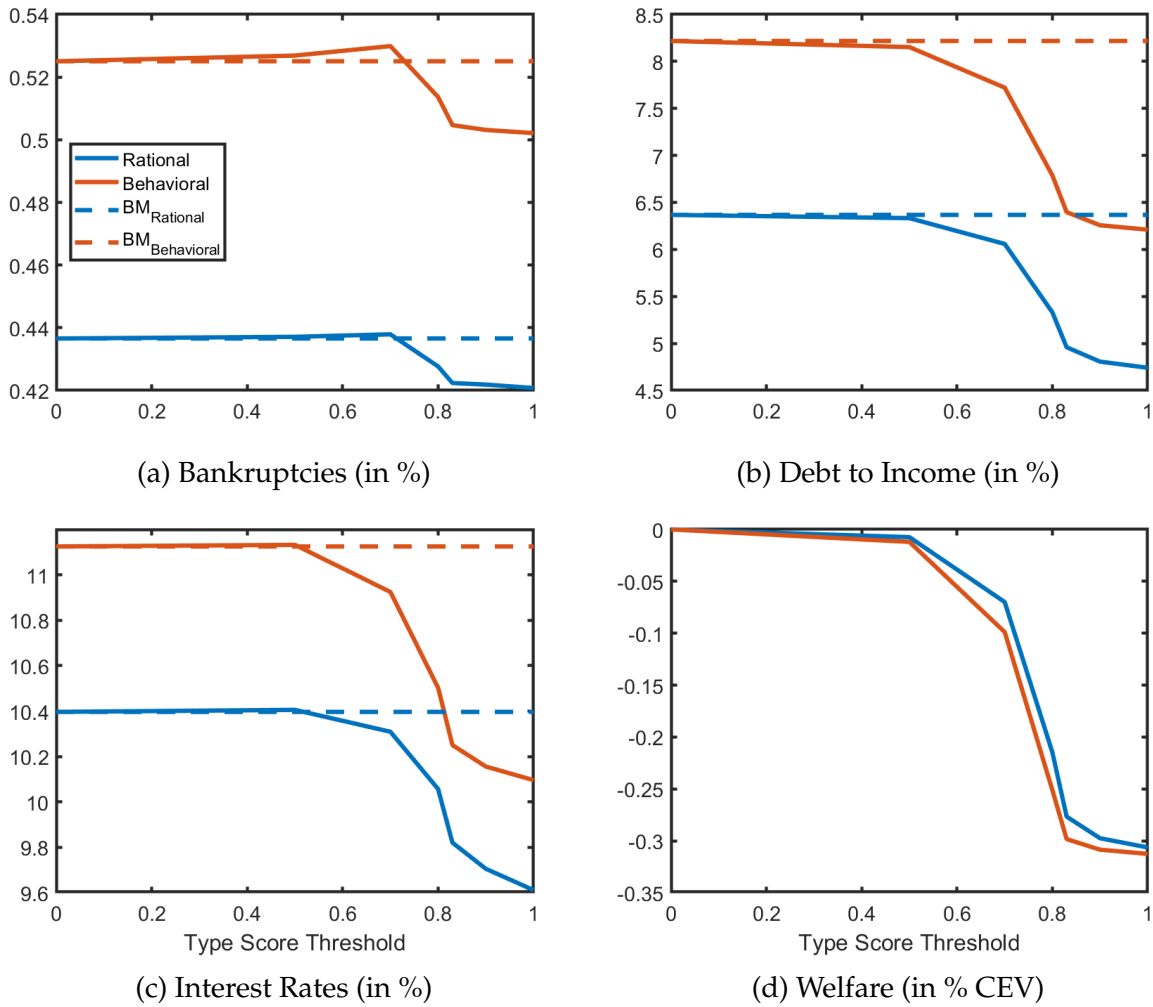 0.54
0.52
0.5
0.48
0.46
0.44
0.42
0 0.2 0.4 0.6 0.8 1
Rational
Behavioral
BM Rational
BM Behavioral
(a) Bankruptcies (in %)
8.5
8
7.5
7
6.5
6
5.5
5
4.5
0 0.2 0.4 0.6 0.8 1
(b) Debt to Income (in %)
11
10.8
10.6
10.4
10.2
10
9.8
9.6
0 0.2 0.4 0.6 0.8 1
Type Score Threshold
(c) Interest Rates (in %)
0
-0.05
-0.1
-0.15
-0.2
-0.25
-0.3
-0.35
0 0.2 0.4 0.6 0.8 1
Type Score Threshold
(d) Welfare (in % CEV)